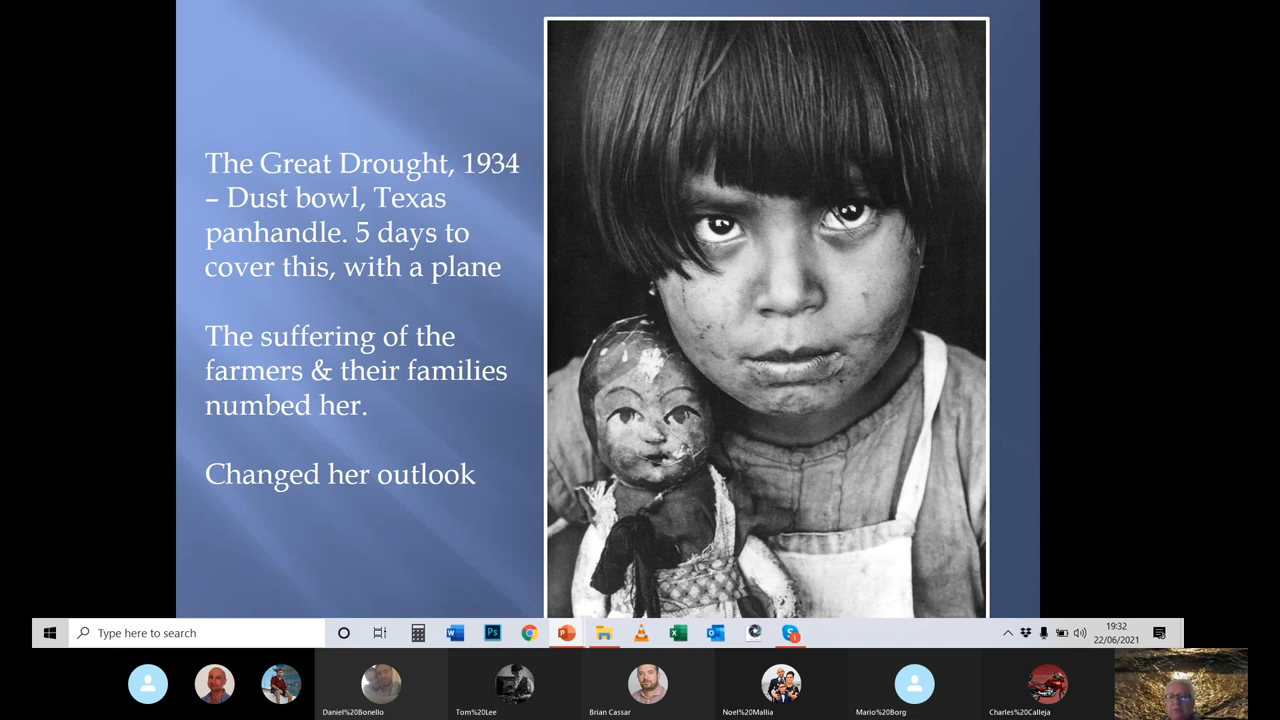 The Great Drought, 1934
– Dust bowl, Texas
panhandle. 5 days to
cover this, with a plane
The suffering of the
farmers & their families
numbed her.
Changed her outlook
Type here to search
19:32
22/06/2021
Daniel%20Bonello
Tom%20Lee
Brian Cassar
Noel%20Mallia
Mario%20Borg
Charles%20Calleja